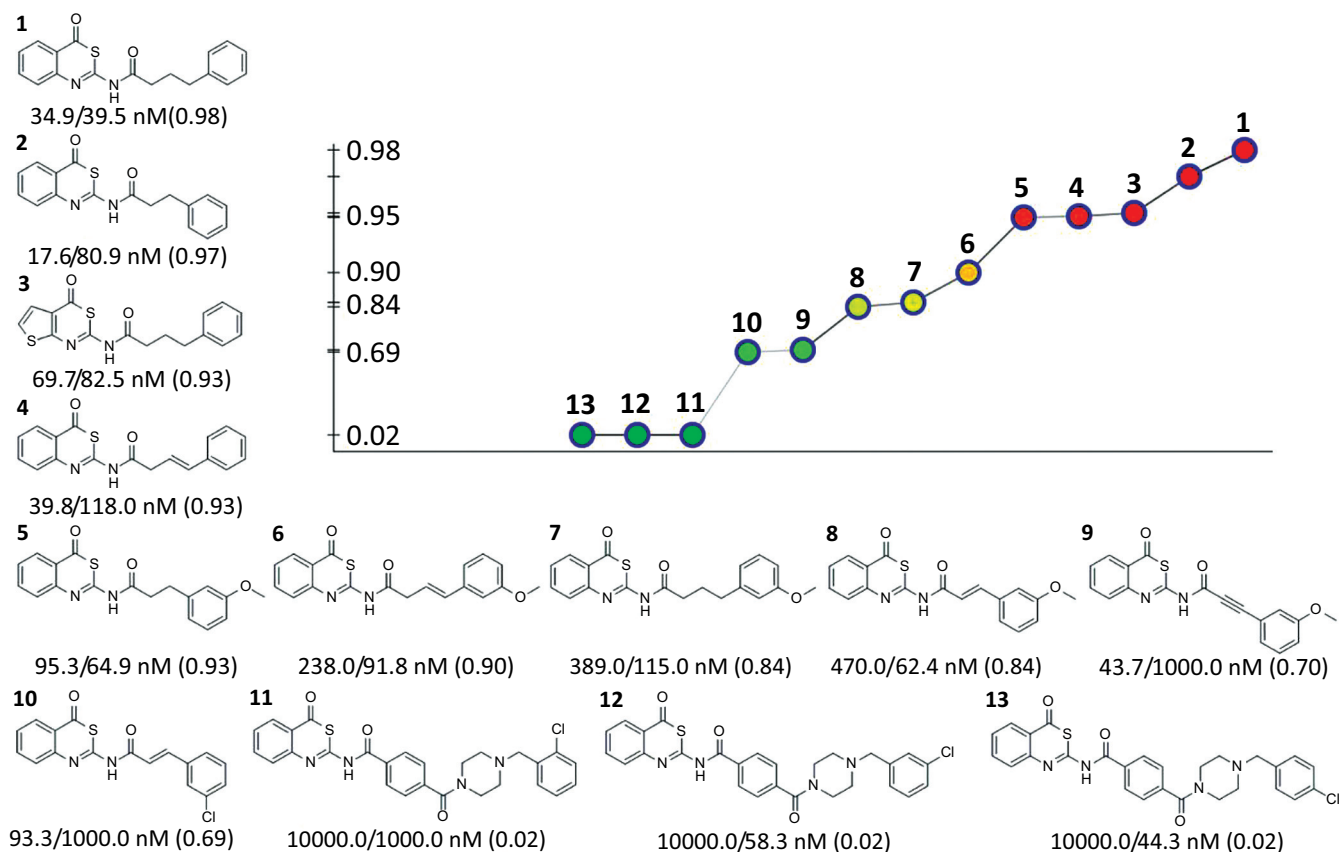 1
34.9/39.5 nM(0.98)
2
17.6/80.9 nM (0.97)
3
69.7/82.5 nM (0.93)
4
39.8/118.0 nM (0.93)
0.98
0.95
0.90
0.84
0.69
0.02
13
12
11
10
9
8
7
6
5
4
3
2
1
5
95.3/64.9 nM (0.93)
6
238.0/91.8 nM (0.90)
7
389.0/115.0 nM (0.84)
8
470.0/62.4 nM (0.84)
9
43.7/1000.0 nM (0.70)
10
93.3/1000.0 nM (0.69)
11
10000.0/1000.0 nM (0.02)
12
10000.0/58.3 nM (0.02)
13
10000.0/44.3 nM (0.02)